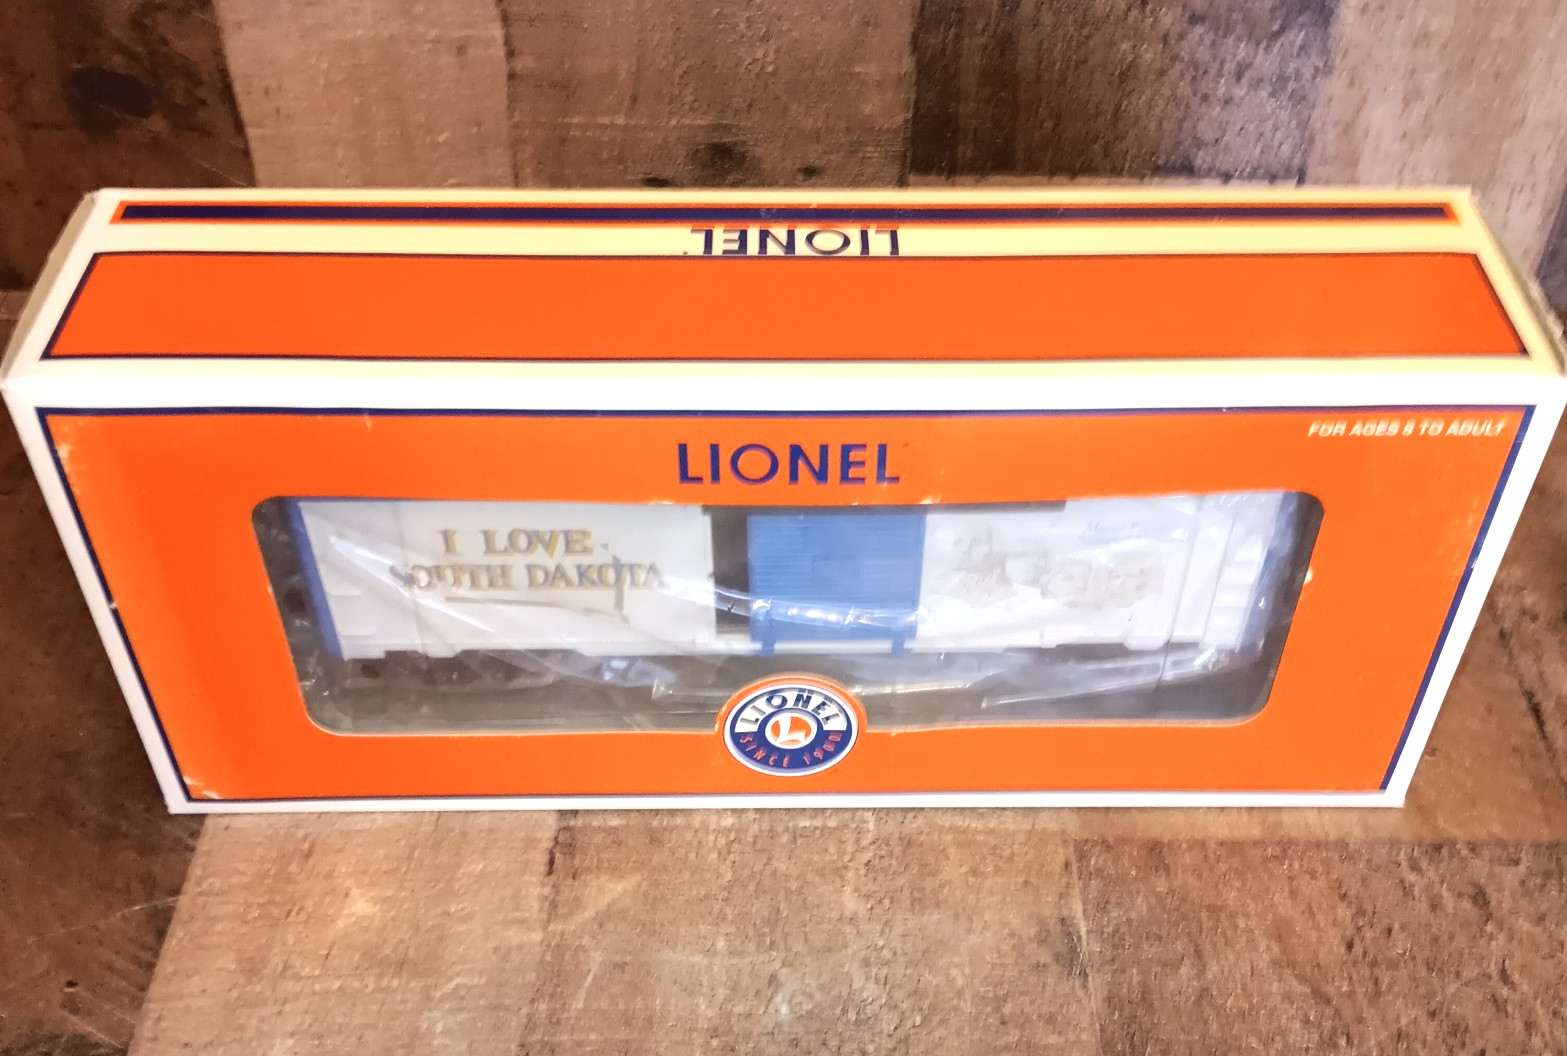 LIONEL
LIONEL
FOR AGES 8 TO ADULT
I LOVE
SOUTH DAKOTA
LIONEL
L
SINCE 1900